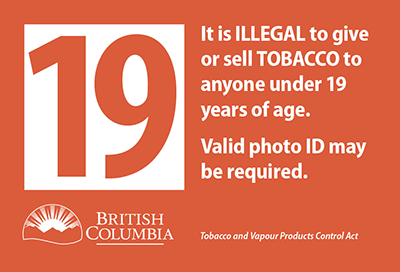 19
It is ILLEGAL to give
or sell TOBACCO to
anyone under 19
years of age.
Valid photo ID may
be required.
BRITISH
COLUMBIA
Tobacco and Vapour Products Control Act